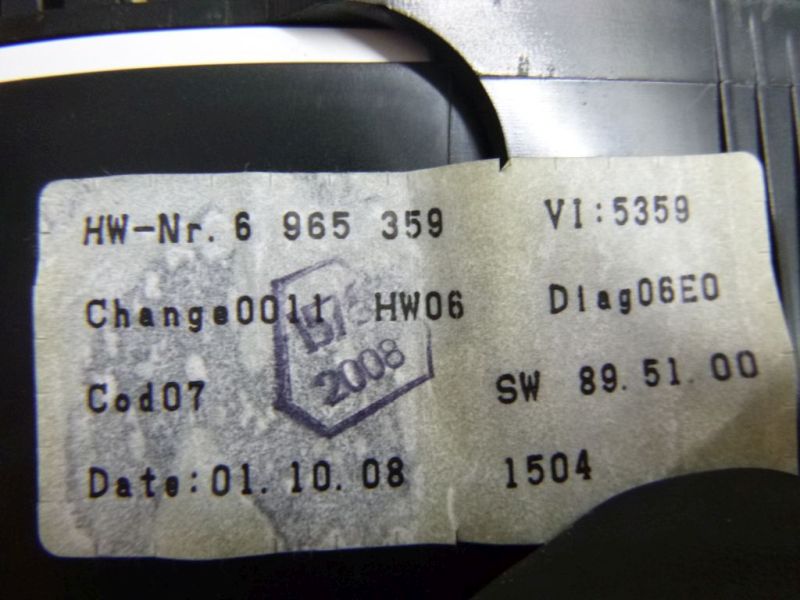 HW-Nr. 6 965 359 VI:5359
Change0011 HW06 Diag06E0
Cod07 SW 89.51.00
Date:01.10.08 1504
2008